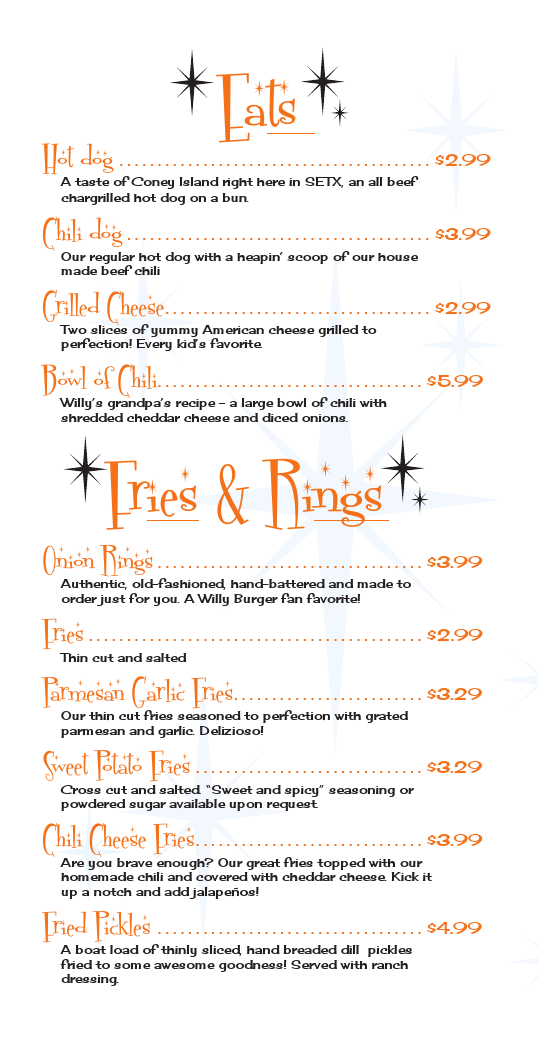 Eats
Hot dog ........................................ $2.99
A taste of Coney Island right here in SETX, an all beef
chargrilled hot dog on a bun.
Chili dog ....................................... $3.99
Our regular hot dog with a heapin' scoop of our house
made beef chili
Grilled Cheese.................................. $2.99
Two slices of yummy American cheese grilled to
perfection! Every kid's favorite.
Bowl of Chili.................................. $5.99
Willy's grandpa's recipe – a large bowl of chili with
shredded cheddar cheese and diced onions.
Fries & Rings
Onion Rings .................................. $3.99
Authentic, old-fashioned, hand-battered and made to
order just for you. A Willy Burger fan favorite!
Fries ........................................... $2.99
Thin cut and salted
Parmesan Garlic Fries........................ $3.29
Our thin cut fries seasoned to perfection with grated
parmesan and garlic. Delizioso!
Sweet Potato Fries ............................. $3.29
Cross cut and salted. "Sweet and spicy" seasoning or
powdered sugar available upon request.
Chili Cheese Fries............................. $3.99
Are you brave enough? Our great fries topped with our
homemade chili and covered with cheddar cheese. Kick it
up a notch and add jalapeños!
Fried Pickles .................................. $4.99
A boat load of thinly sliced, hand breaded dill pickles
fried to some awesome goodness! Served with ranch
dressing.